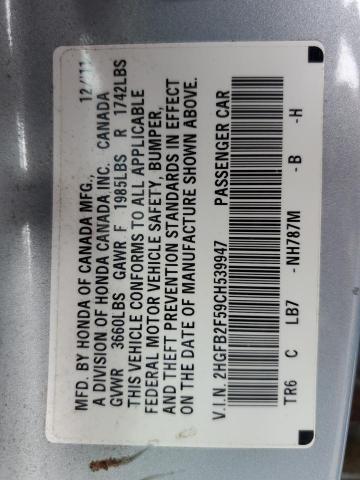 MFD. BY HONDA OF CANADA MFG., 12/11
A DIVISION OF HONDA CANADA INC. CANADA
GVWR 3660LBS GAWR F 1985LBS R 1742LBS
THIS VEHICLE CONFORMS TO ALL APPLICABLE
FEDERAL MOTOR VEHICLE SAFETY, BUMPER,
AND THEFT PREVENTION STANDARDS IN EFFECT
ON THE DATE OF MANUFACTURE SHOWN ABOVE.
V.I.N. 2HGFB2F59CH539947 PASSENGER CAR
TR6 C LB7 -NH787M -B -H